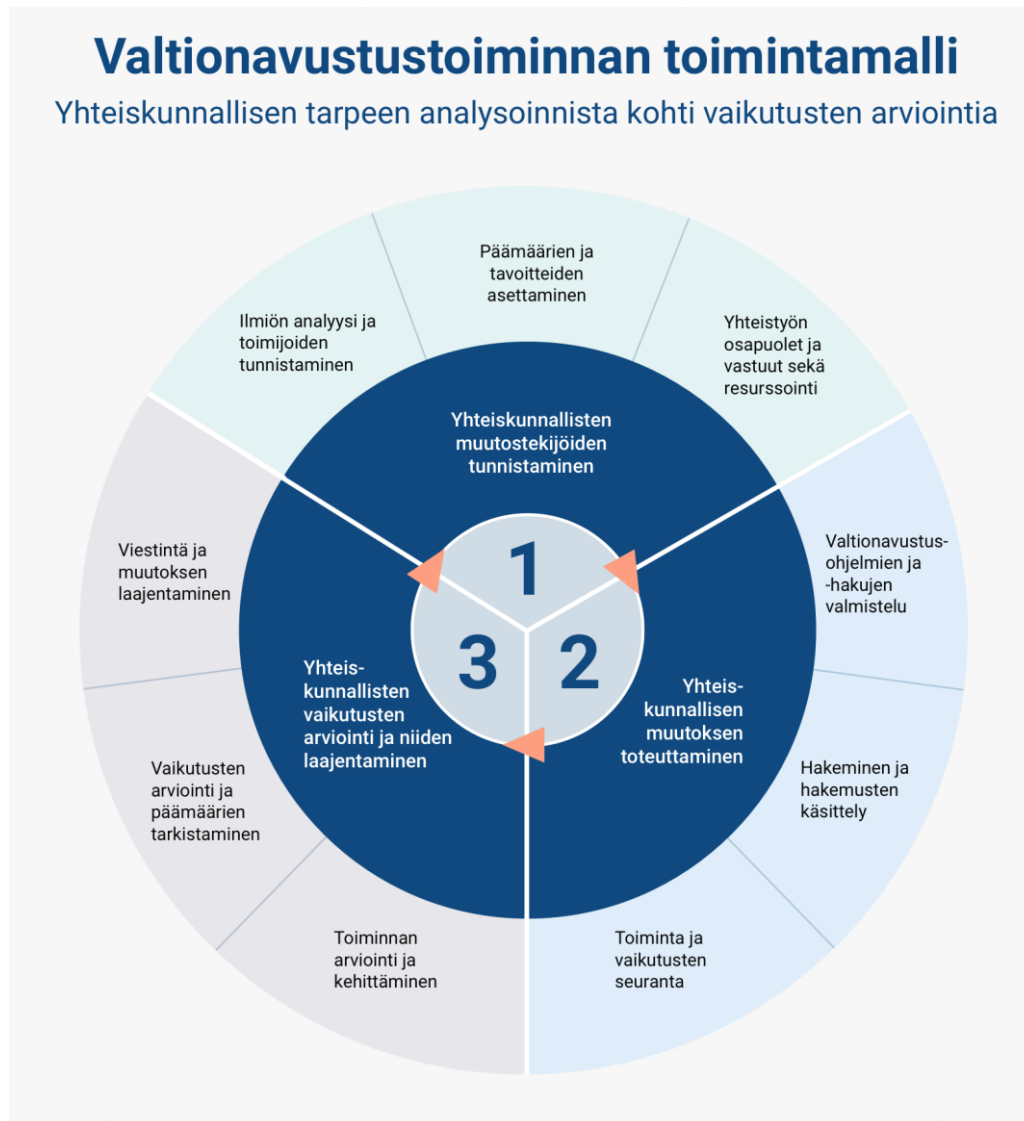 Valtionavustustoiminnan toimintamalli
Yhteiskunnallisen tarpeen analysoinnista kohti vaikutusten arviointia
Ilmiön analyysi ja
toimijoiden
tunnistaminen
Päämäärien ja
tavoitteiden
asettaminen
Yhteistyön
osapuolet ja
vastuut sekä
resurssointi
Yhteiskunnallisten
muutostekijöiden
tunnistaminen
1
Valtionavustus-
ohjelmien ja
-hakujen
valmistelu
Hakeminen ja
hakemusten
käsittely
Toiminta ja
vaikutusten
seuranta
2
Yhteis-
kunnallisen
muutoksen
toteuttaminen
3
Yhteis-
kunnallisten
vaikutusten
arviointi ja niiden
laajentaminen
Toiminnan
arviointi ja
kehittäminen
Vaikutusten
arviointi ja
päämäärien
tarkistaminen
Viestintä ja
muutoksen
laajentaminen